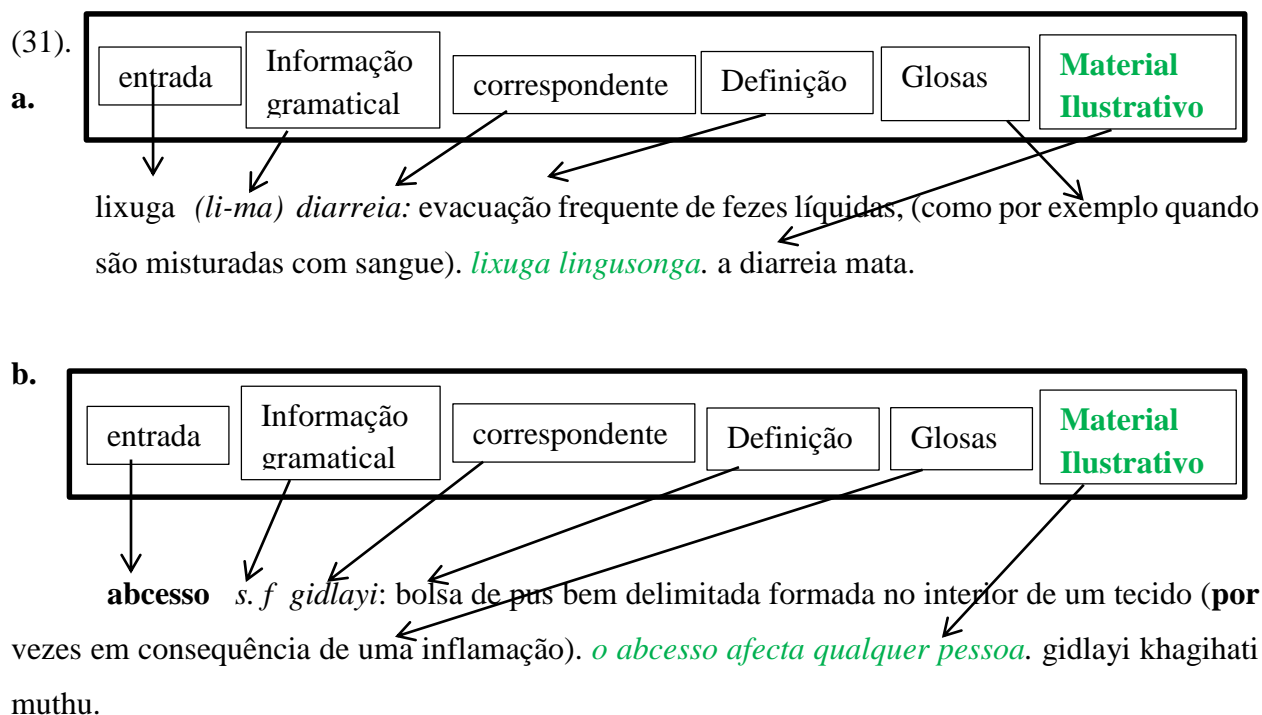 (31).
a.
entrada
Informação
gramatical
correspondente
Definição
Glosas
Material
Ilustrativo
lixuga (li-ma) diarreia: evacuação frequente de fezes líquidas, (como por exemplo quando
são misturadas com sangue). lixuga lingusonga. a diarreia mata.
b.
entrada
Informação
gramatical
correspondente
Definição
Glosas
Material
Ilustrativo
abcesso s. f gidlayi: bolsa de pus bem delimitada formada no interior de um tecido (por
vezes em consequência de uma inflamação). o abcesso afecta qualquer pessoa. gidlayi khagihati
muthu.